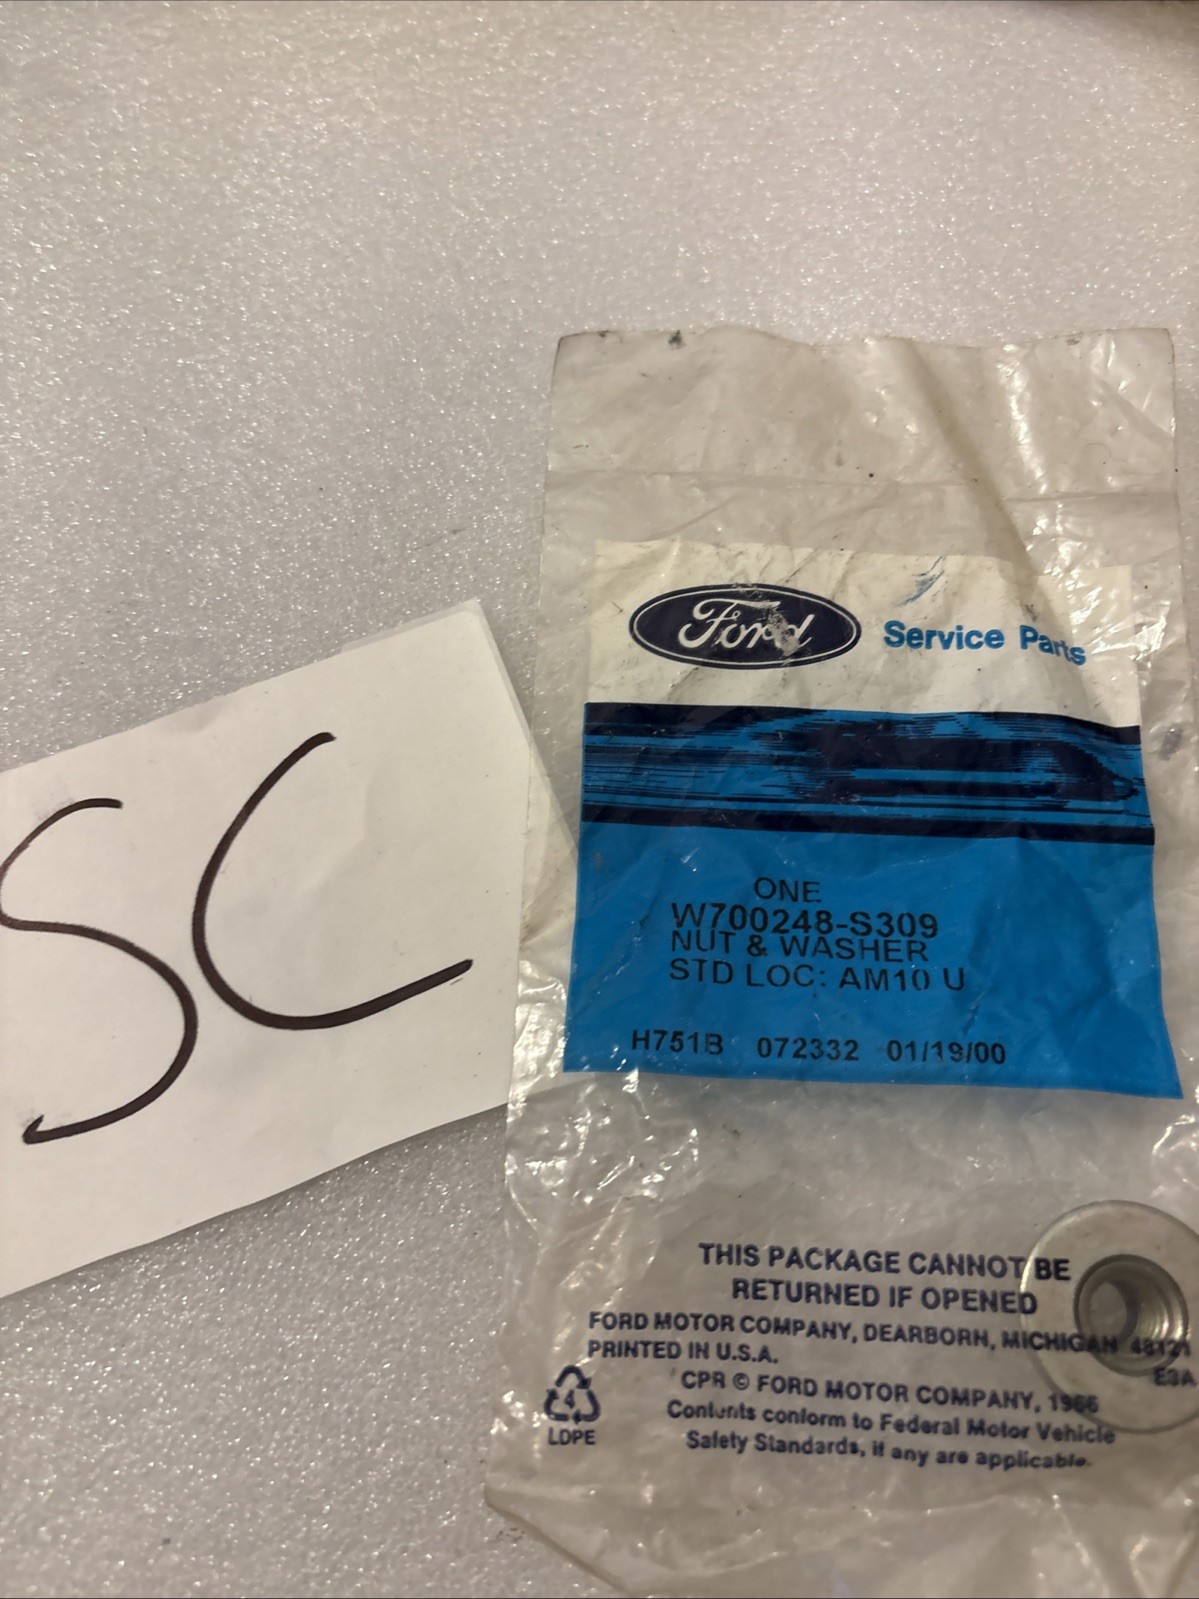 SC
Ford Service Parts
ONE
W700248-S309
NUT & WASHER
STD LOC: AM10 U
H751B 072332 01/19/00
THIS PACKAGE CANNOT BE
RETURNED IF OPENED
FORD MOTOR COMPANY, DEARBORN, MICHIGAN 48121
PRINTED IN U.S.A.
E3A
CPR © FORD MOTOR COMPANY, 1966
Contents conform to Federal Motor Vehicle
Safety Standards, if any are applicable.
4
LDPE